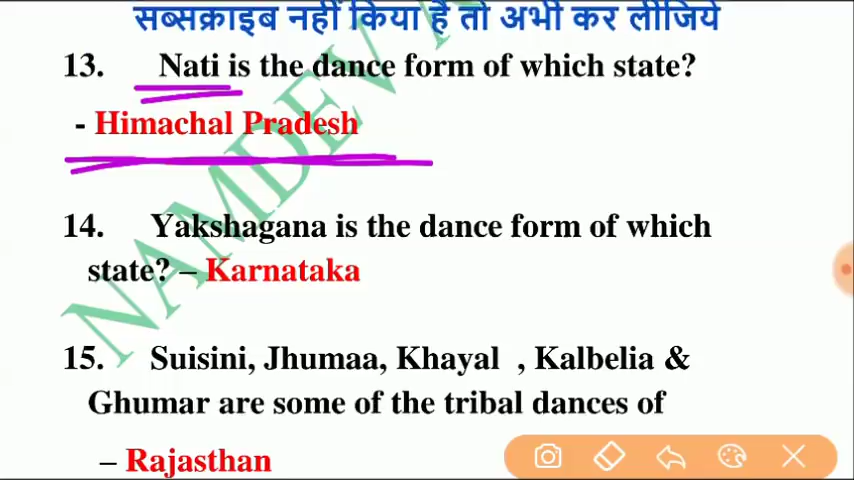 सब्सक्राइब नहीं किया है तो अभी कर लीजिये
13. Nati is the dance form of which state?
- Himachal Pradesh
14. Yakshagana is the dance form of which
state? – Karnataka
15. Suisini, Jhumaa, Khayal , Kalbelia &
Ghumar are some of the tribal dances of
– Rajasthan
NAMDEV